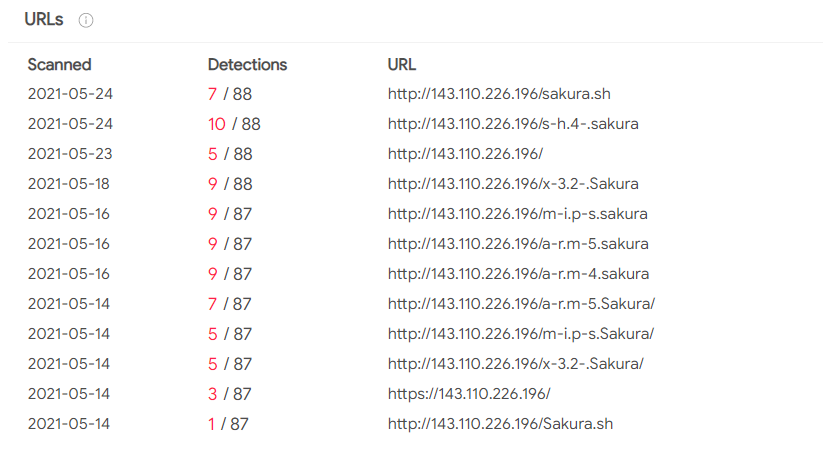 URLs
Scanned Detections URL
2021-05-24 7 / 88 http://143.110.226.196/sakura.sh
2021-05-24 10 / 88 http://143.110.226.196/s-h.4-.sakura
2021-05-23 5 / 88 http://143.110.226.196/
2021-05-18 9 / 88 http://143.110.226.196/x-3.2-.Sakura
2021-05-16 9 / 87 http://143.110.226.196/m-i.p-s.sakura
2021-05-16 9 / 87 http://143.110.226.196/a-r.m-5.sakura
2021-05-16 9 / 87 http://143.110.226.196/a-r.m-4.sakura
2021-05-14 7 / 87 http://143.110.226.196/a-r.m-5.Sakura/
2021-05-14 5 / 87 http://143.110.226.196/m-i.p-s.Sakura/
2021-05-14 5 / 87 http://143.110.226.196/x-3.2-.Sakura/
2021-05-14 3 / 87 https://143.110.226.196/
2021-05-14 1 / 87 http://143.110.226.196/Sakura.sh